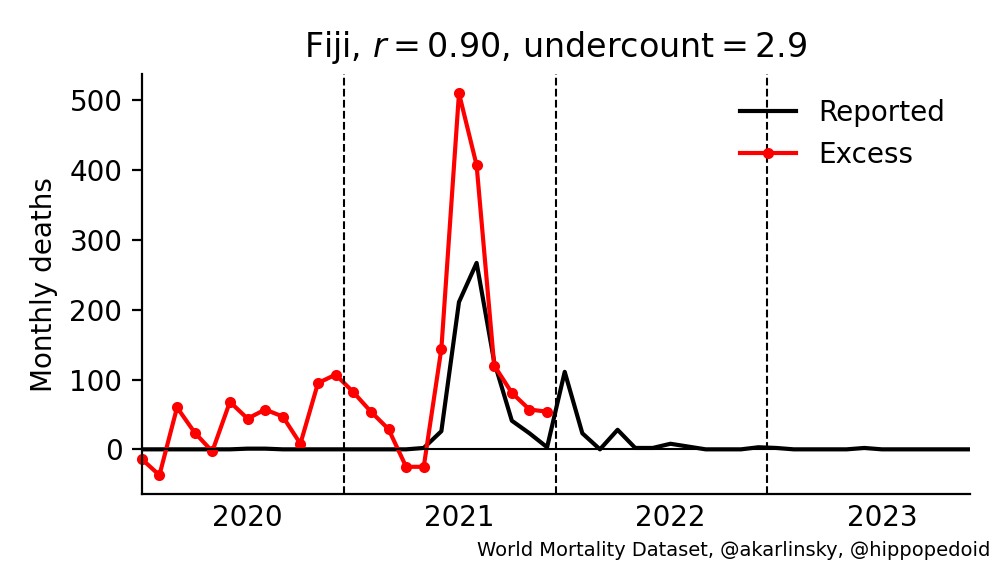 Fiji, r = 0.90, undercount = 2.9
Monthly deaths
500
400
300
200
100
0
Reported
Excess
2020 2021 2022 2023
World Mortality Dataset, @akarlinsky, @hippopedoid